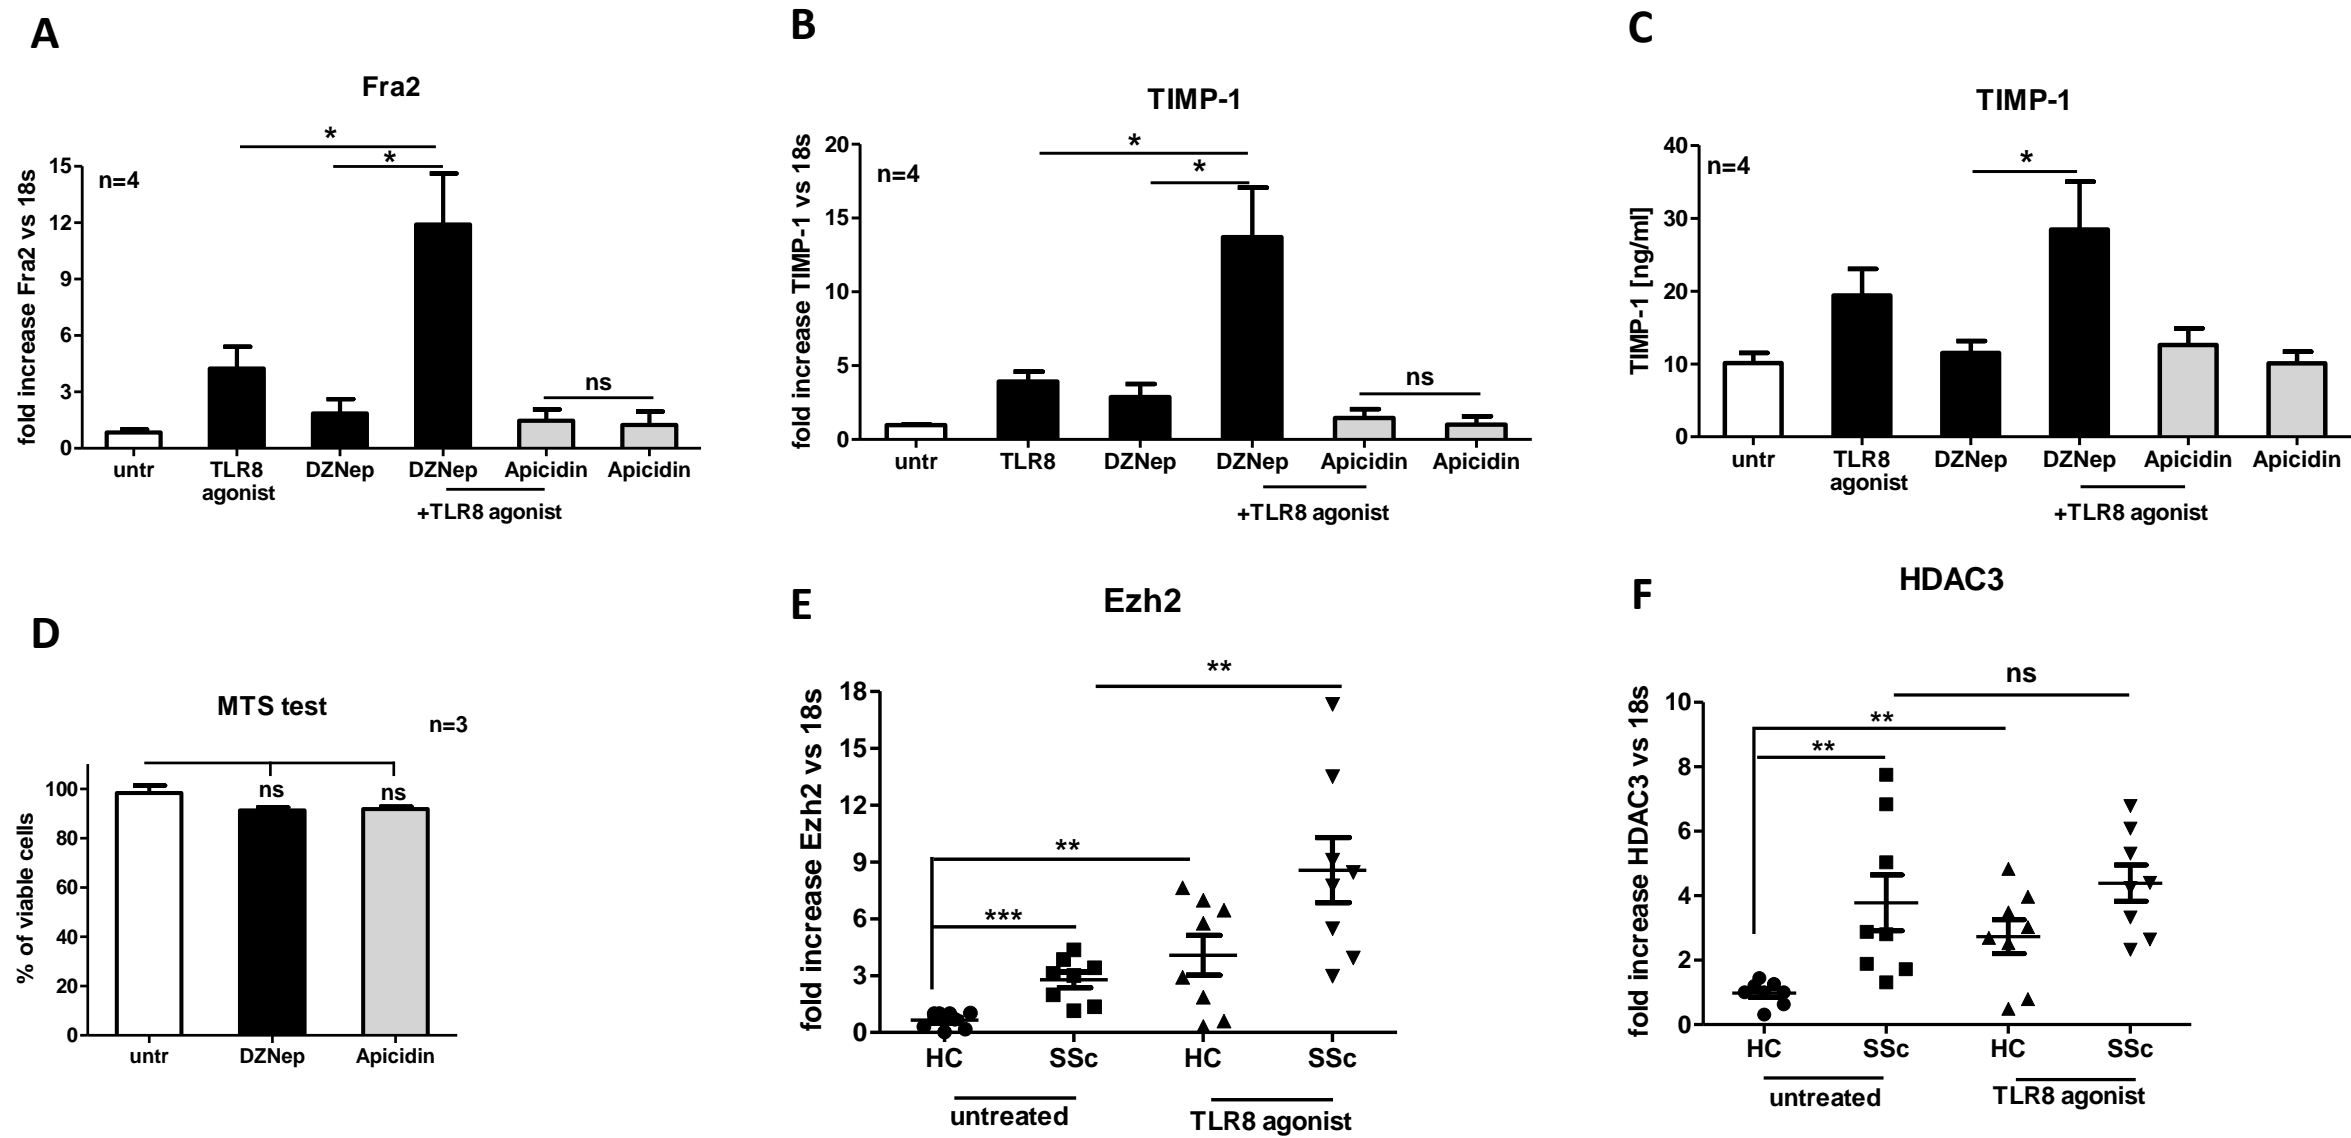 A
Fra2
fold increase Fra2 vs 18s
15
12
9
6
3
0
n=4
*
*
ns
untr
TLR8
agonist
DZNep
DZNep
Apicidin
Apicidin
+TLR8 agonist
B
TIMP-1
fold increase TIMP-1 vs 18s
20
15
10
5
0
n=4
*
*
ns
untr
TLR8
DZNep
DZNep
Apicidin
Apicidin
+TLR8 agonist
C
TIMP-1
TIMP-1 [ng/ml]
40
30
20
10
0
n=4
*
untr
TLR8
agonist
DZNep
DZNep
Apicidin
Apicidin
+TLR8 agonist
D
MTS test
n=3
% of viable cells
100
80
60
40
20
0
ns
ns
untr
DZNep
Apicidin
E
Ezh2
fold increase Ezh2 vs 18s
18
15
12
9
6
3
0
**
**
***
HC
SSc
HC
SSc
untreated
TLR8 agonist
F
HDAC3
fold increase HDAC3 vs 18s
10
8
6
4
2
0
ns
**
**
HC
SSc
HC
SSc
untreated
TLR8 agonist